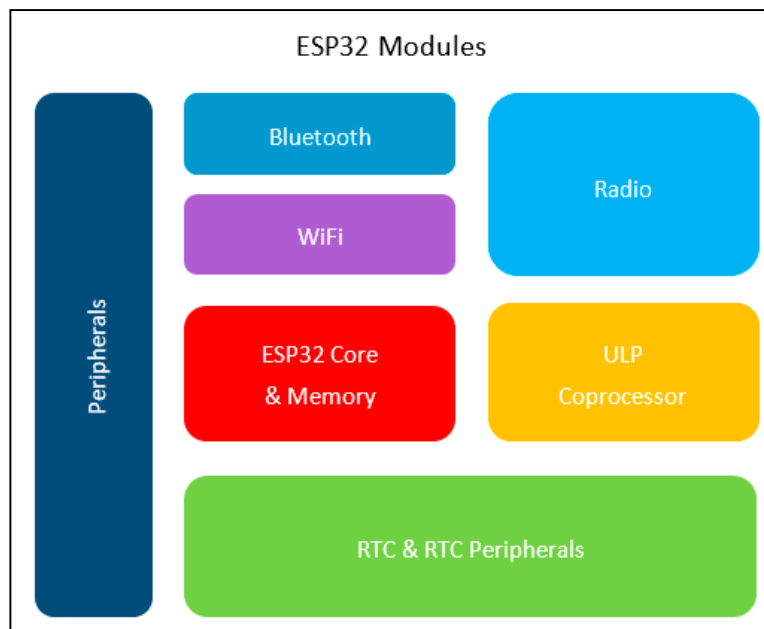 ESP32 Modules
Peripherals
Bluetooth
Radio
WiFi
ESP32 Core
& Memory
ULP
Coprocessor
RTC & RTC Peripherals